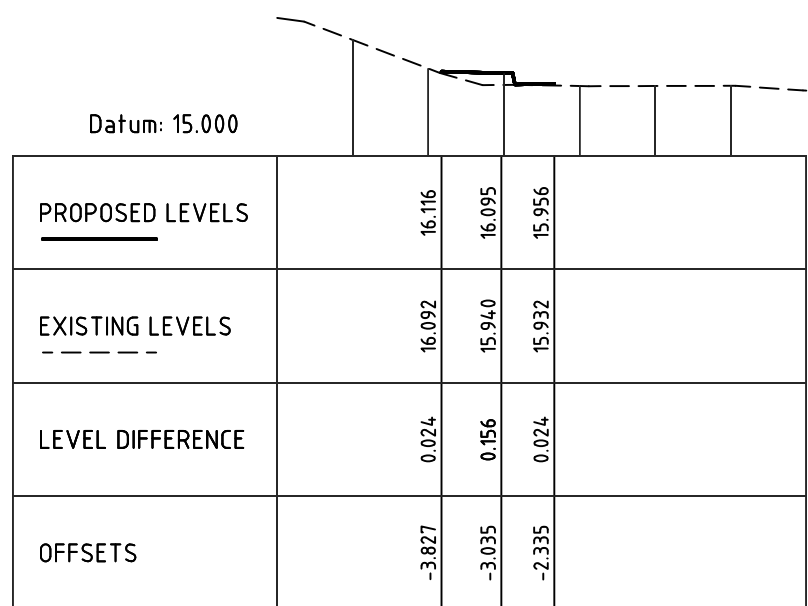 Datum: 15.000
PROPOSED LEVELS 16.116 16.095 15.956
EXISTING LEVELS 16.092 15.940 15.932
LEVEL DIFFERENCE 0.024 0.156 0.024
OFFSETS -3.827 -3.035 -2.335